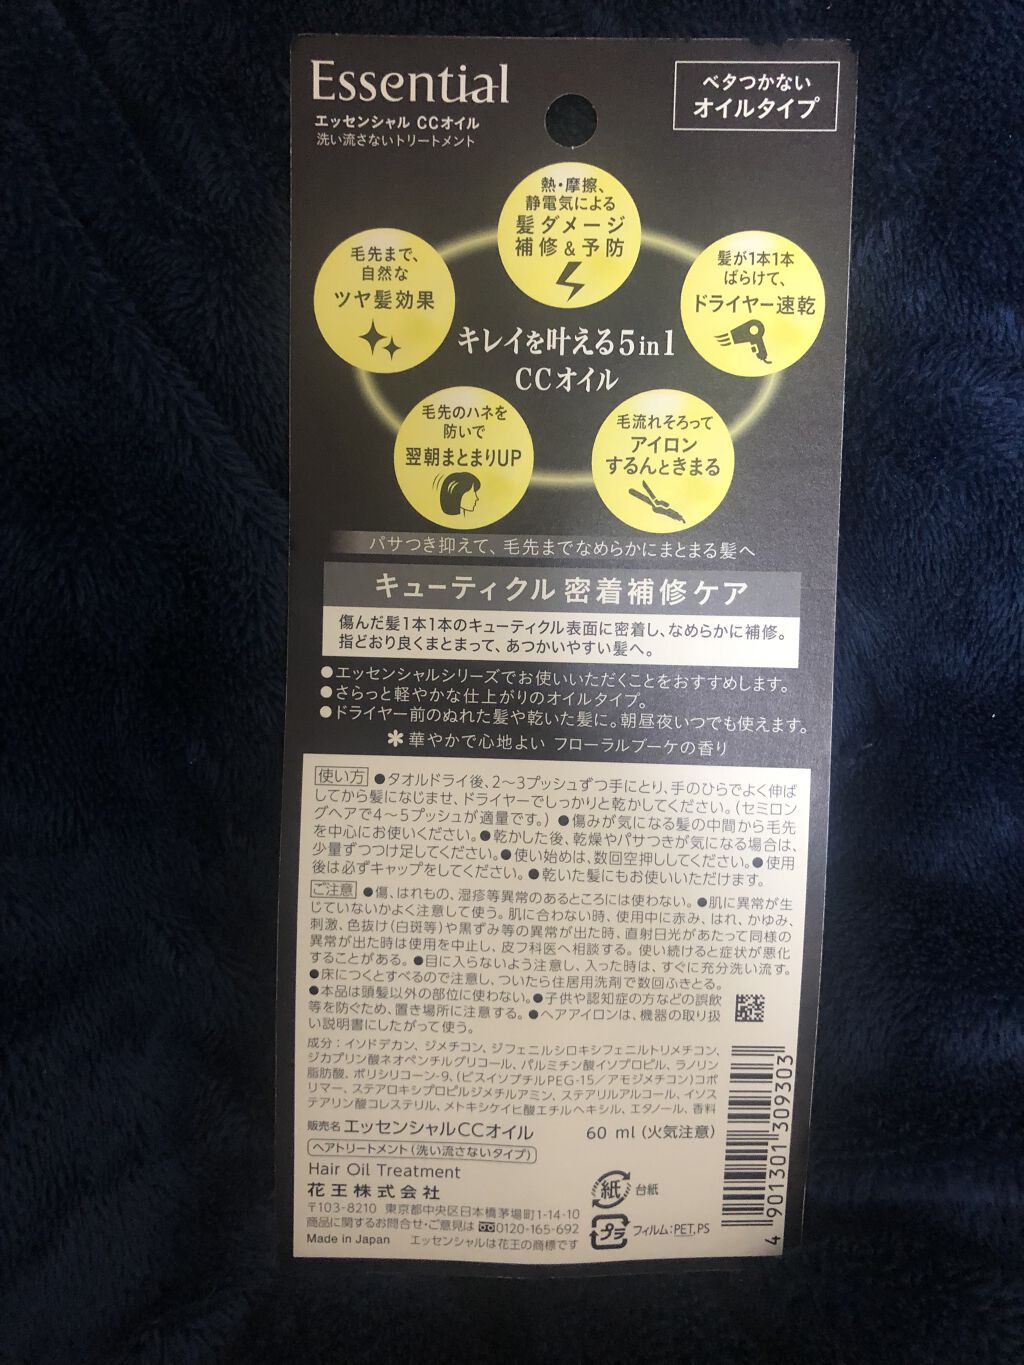 Essential
エッセンシャル CCオイル
洗い流さないトリートメント
ベタつかない
オイルタイプ
熱・摩擦、
静電気による
髪ダメージ
補修&予防
毛先まで、
自然な
ツヤ髪効果
髪が1本1本
ばらけて、
ドライヤー速乾
キレイを叶える5in1
CCオイル
毛先のハネを
防いで
翌朝まとまりUP
毛流れそろって
アイロン
するんときまる
パサつき抑えて、毛先までなめらかにまとまる髪へ
キューティクル 密着補修ケア
傷んだ髪1本1本のキューティクル表面に密着し、なめらかに補修。
指どおり良くまとまって、あつかいやすい髪へ。
●エッセンシャルシリーズでお使いいただくことをおすすめします。
●さらっと軽やかな仕上がりのオイルタイプ。
●ドライヤー前のぬれた髪や乾いた髪に。朝昼夜いつでも使えます。
✽華やかで心地よい フローラルブーケの香り
使い方 ●タオルドライ後、2〜3プッシュずつ手にとり、手のひらでよく伸ば
してから髪になじませ、ドライヤーでしっかりと乾かしてください。(セミロン
グヘアで4〜5プッシュが適量です。) ●傷みが気になる髪の中間から毛先
を中心にお使いください。●乾かした後、乾燥やパサつきが気になる場合は、
少量ずつつけ足してください。●使い始めは、数回空押ししてください。●使用
後は必ずキャップをしてください。●乾いた髪にもお使いいただけます。
ご注意 ●傷、はれもの、湿疹等異常のあるところには使わない。●肌に異常が生
じていないかよく注意して使う。肌に合わない時、使用中に赤み、はれ、かゆみ、
刺激、色抜け(白斑等)や黒ずみ等の異常が出た時、直射日光があたって同様の
異常が出た時は使用を中止し、皮フ科医へ相談する。使い続けると症状が悪化
することがある。●目に入らないよう注意し、入った時は、すぐに充分洗い流す。
●床につくとすべるので注意し、ついたら住居用洗剤で数回ふきとる。
●本品は頭髪以外の部位に使わない。●子供や認知症の方などの誤飲
等を防ぐため、置き場所に注意する。●ヘアアイロンは、機器の取り扱
い説明書にしたがって使う。
成分:イソドデカン、ジメチコン、ジフェニルシロキシフェニルトリメチコン、
ジカプリン酸ネオペンチルグリコール、パルミチン酸イソプロピル、ラノリン
脂肪酸、ポリシリコーン-9、(ビスイソブチルPEG-15/アモジメチコン)コポ
リマー、ステアロキシプロピルジメチルアミン、ステアリルアルコール、イソス
テアリン酸コレステリル、メトキシケイヒ酸エチルヘキシル、エタノール、香料
販売名 エッセンシャルCCオイル 60 ml (火気注意)
ヘアトリートメント(洗い流さないタイプ)
Hair Oil Treatment
花王株式会社
〒103-8210 東京都中央区日本橋茅場町1-14-10
商品に関するお問合せ・ご意見は 0120-165-692
Made in Japan エッセンシャルは花王の商標です
紙 台紙
プラ フィルム:PET,PS
4 901301 309303